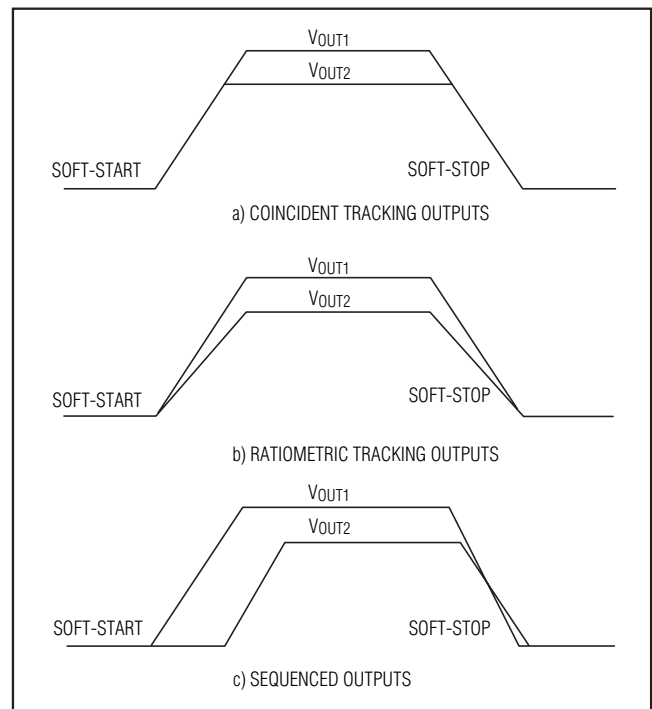 VOUT1
VOUT2
SOFT-START
SOFT-STOP
a) COINCIDENT TRACKING OUTPUTS
VOUT1
VOUT2
SOFT-START
SOFT-STOP
b) RATIOMETRIC TRACKING OUTPUTS
VOUT1
VOUT2
SOFT-START
SOFT-STOP
c) SEQUENCED OUTPUTS